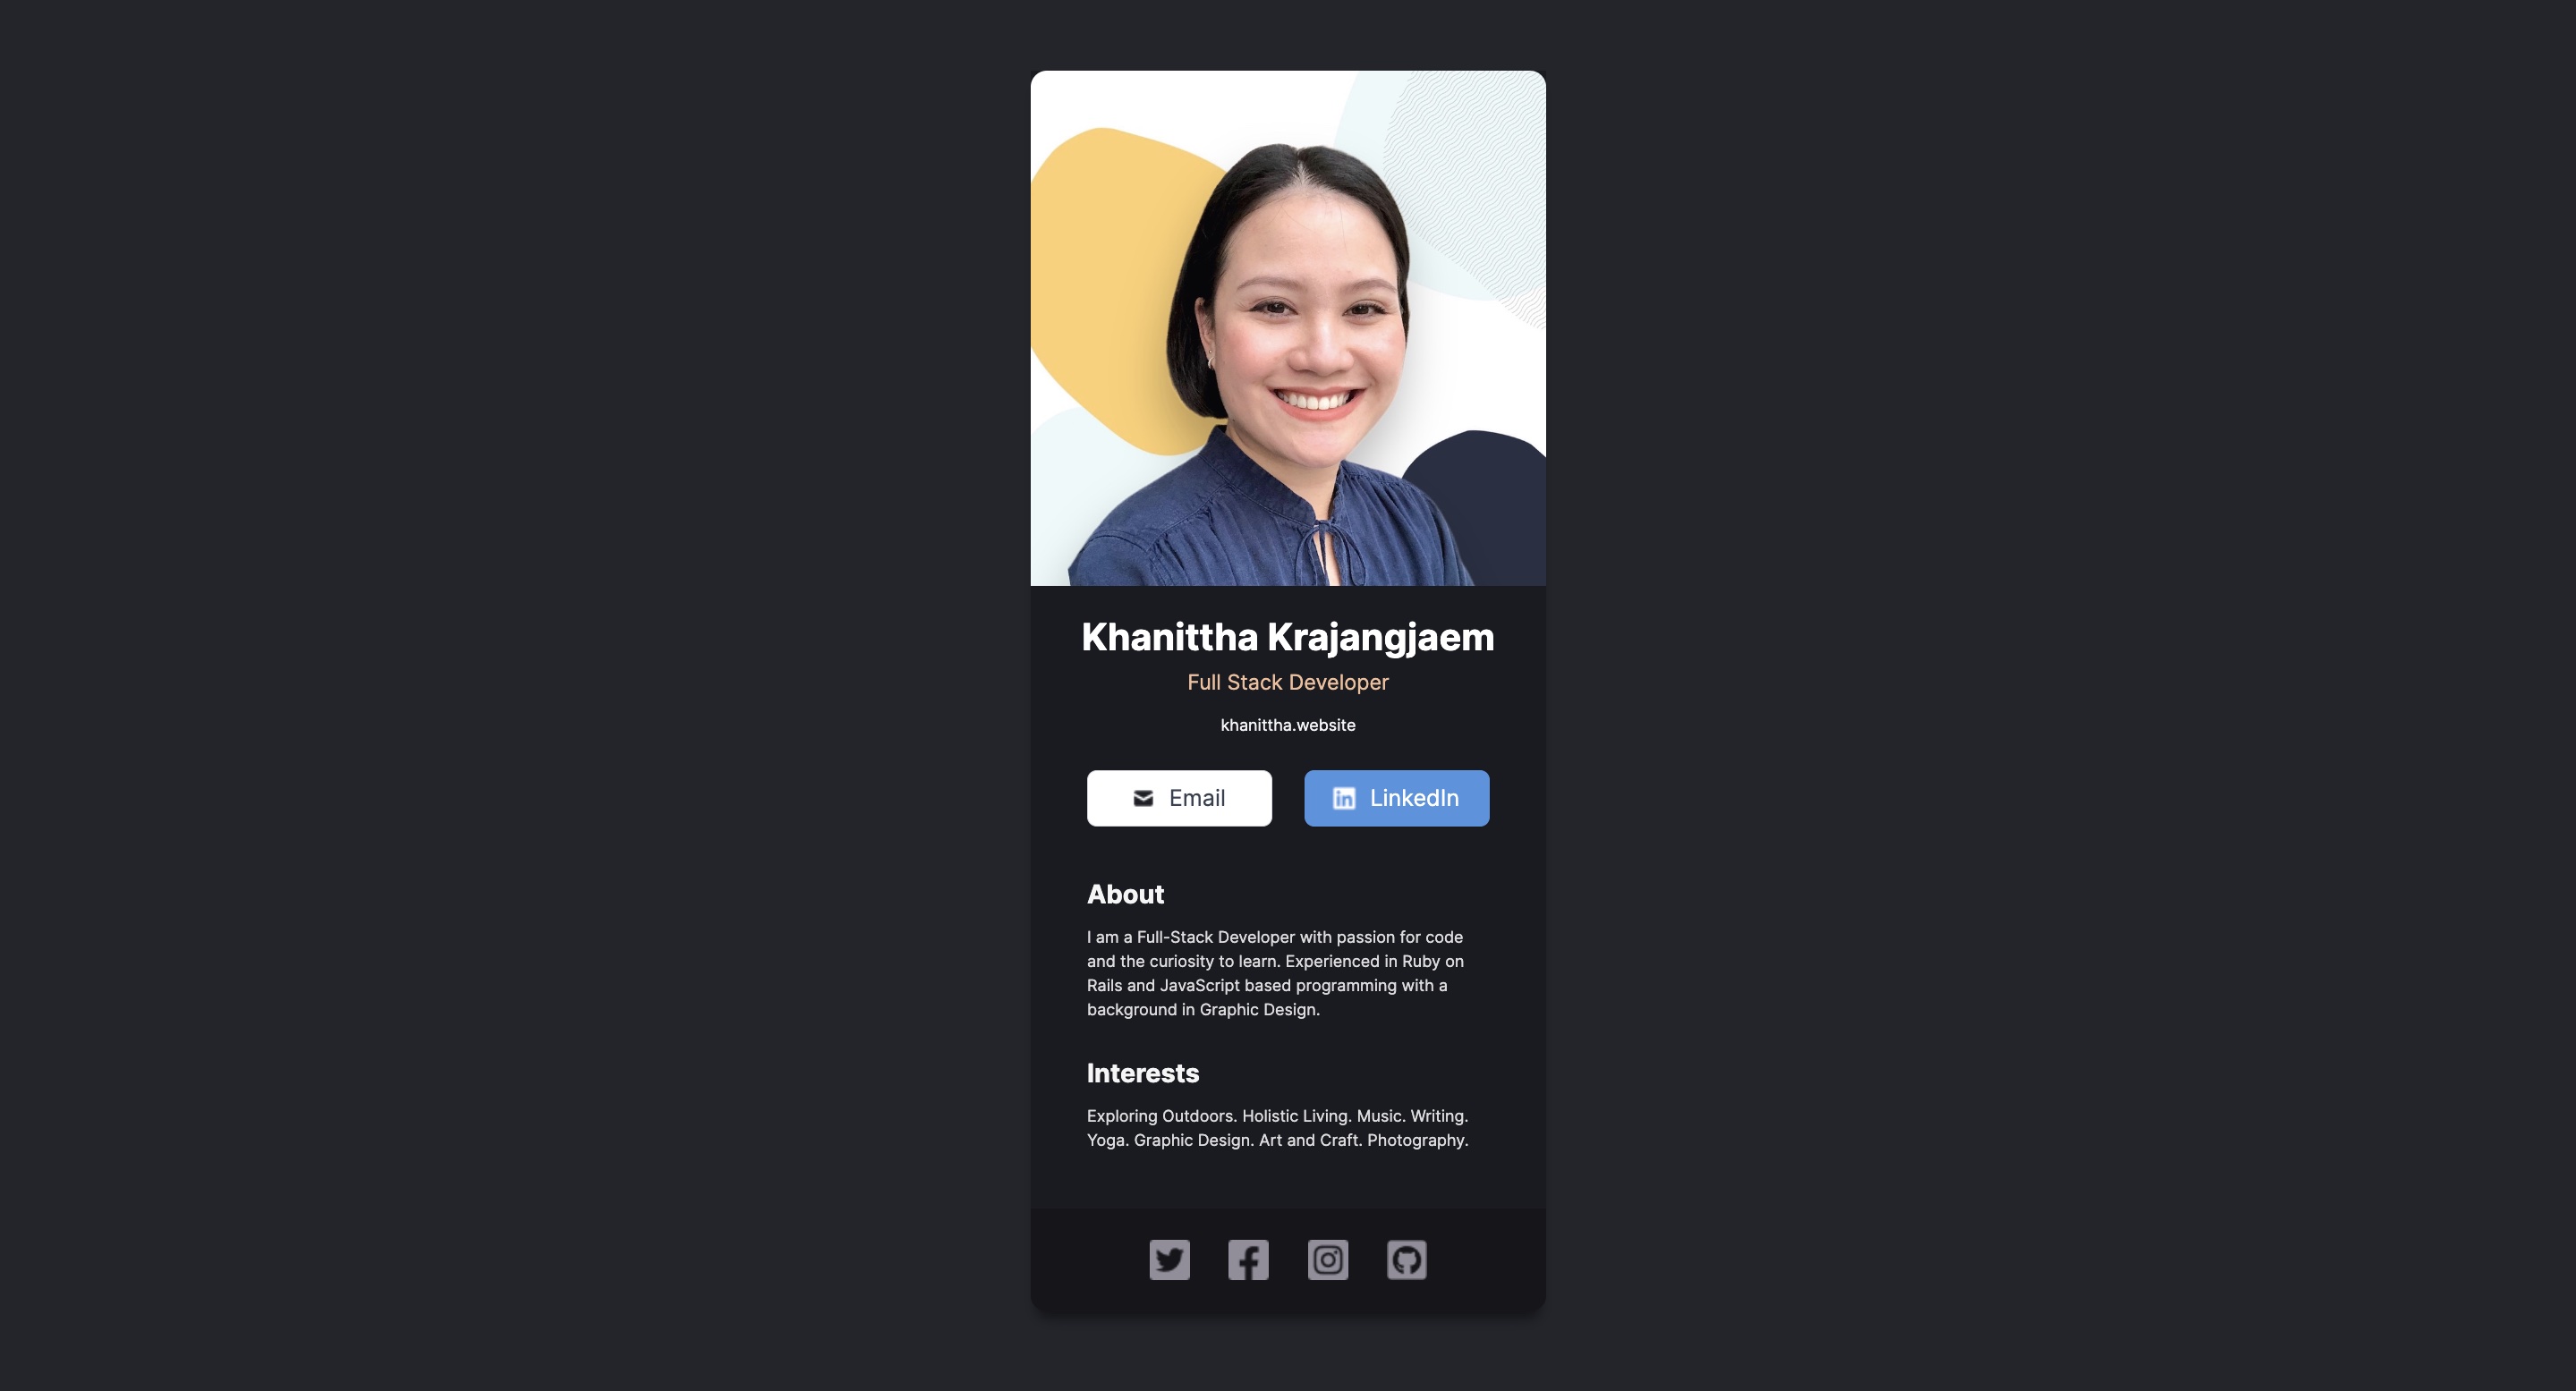 Khanittha Krajangjaem
Full Stack Developer
khanittha.website
Email
LinkedIn
About
I am a Full-Stack Developer with passion for code
and the curiosity to learn. Experienced in Ruby on
Rails and JavaScript based programming with a
background in Graphic Design.
Interests
Exploring Outdoors. Holistic Living. Music. Writing.
Yoga. Graphic Design. Art and Craft. Photography.